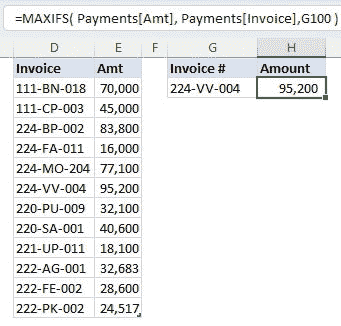 =MAXIFS( Payments[Amt], Payments[Invoice],G100 )
D E F G H
Invoice Amt Invoice # Amount
111-BN-018 70,000 224-VV-004 95,200
111-CP-003 45,000
224-BP-002 83,800
224-FA-011 16,000
224-MO-204 77,100
224-VV-004 95,200
220-PU-009 32,100
220-SA-001 40,600
221-UP-011 18,100
222-AG-001 32,683
222-FE-002 28,600
222-PK-002 24,517